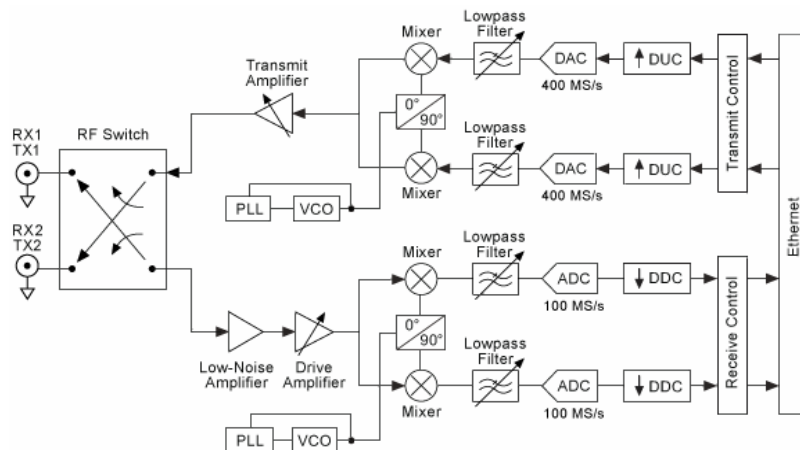 Lowpass
Filter
Mixer
DAC
DUC
400 MS/s
Transmit
Amplifier
0°
90°
Transmit Control
RX1
TX1
RF Switch
Lowpass
Filter
DAC
DUC
400 MS/s
Mixer
PLL
VCO
RX2
TX2
Ethernet
Lowpass
Filter
Mixer
ADC
DDC
100 MS/s
0°
90°
Receive Control
Low-Noise
Amplifier
Drive
Amplifier
Lowpass
Filter
ADC
DDC
100 MS/s
Mixer
PLL
VCO